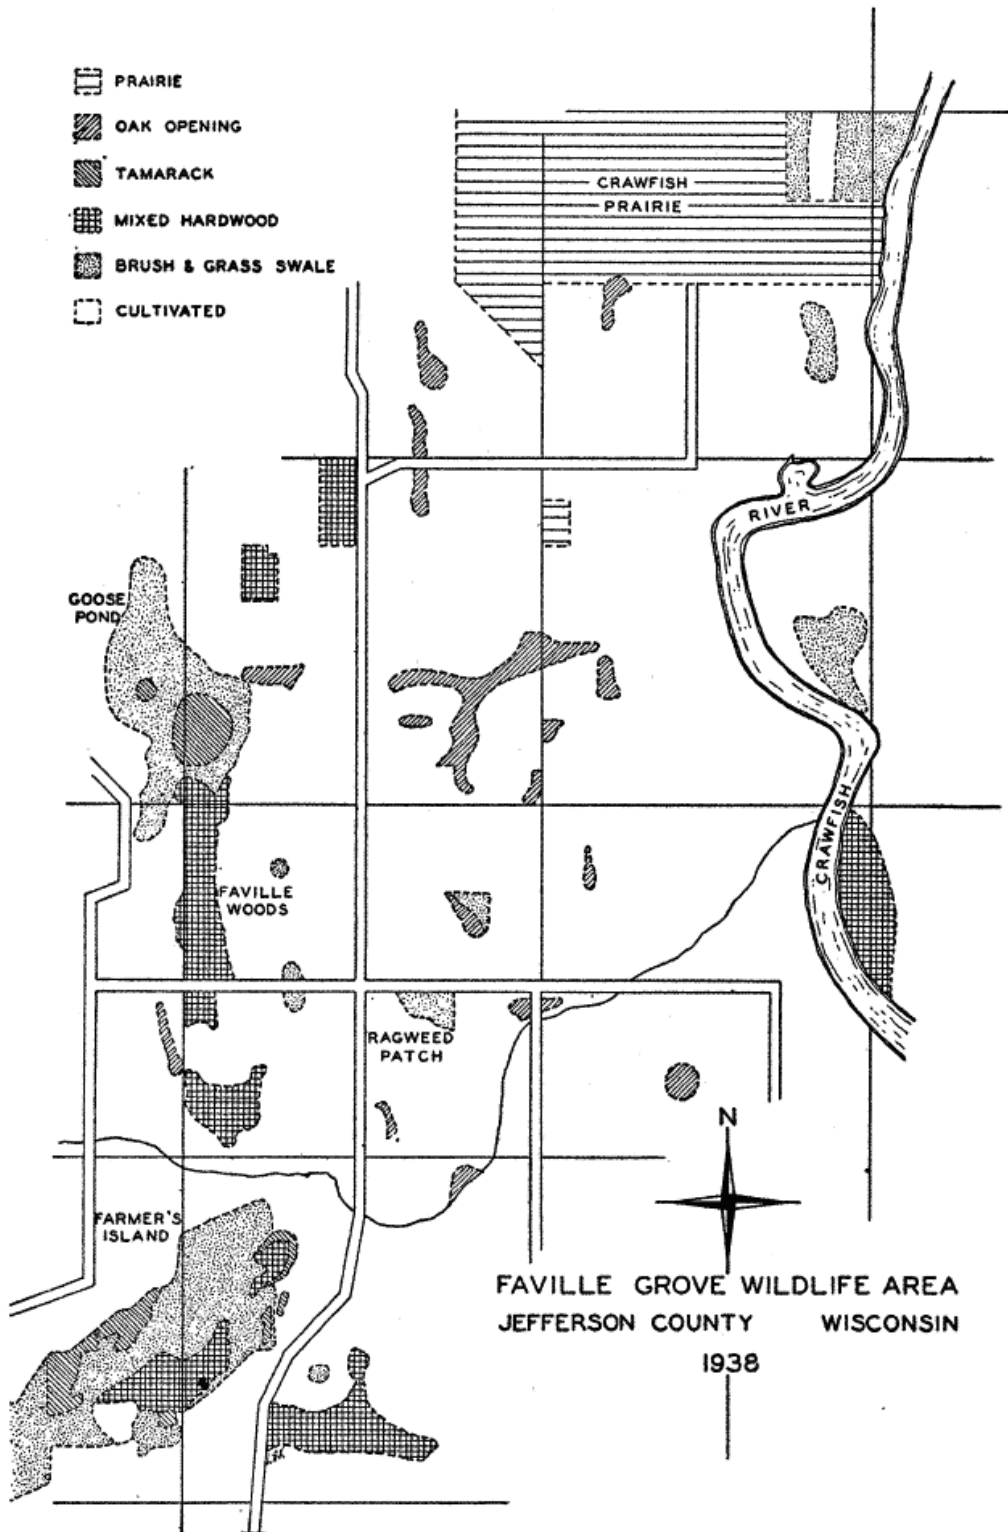 PRAIRIE
OAK OPENING
TAMARACK
MIXED HARDWOOD
BRUSH & GRASS SWALE
CULTIVATED
CRAWFISH
PRAIRIE
RIVER
GOOSE
POND
CRAWFISH
FAVILLE
WOODS
RAGWEED
PATCH
N
FARMER'S
ISLAND
FAVILLE GROVE WILDLIFE AREA
JEFFERSON COUNTY WISCONSIN
1938